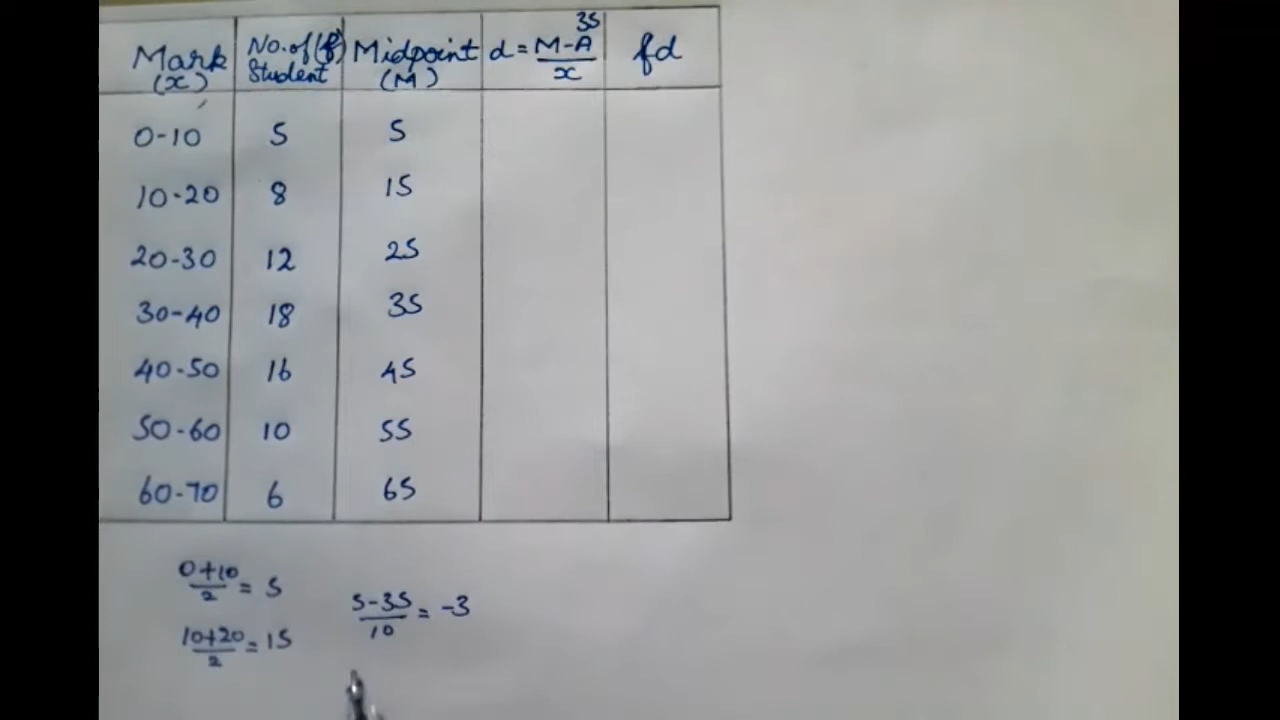 Mark (x) No. of (f) Student Midpoint (M) d = M-A/x 35 fd
0-10 5 5
10-20 8 15
20-30 12 25
30-40 18 35
40-50 16 45
50-60 10 55
60-70 6 65
0+10/2 = 5
5-35/10 = -3
10+20/2 = 15